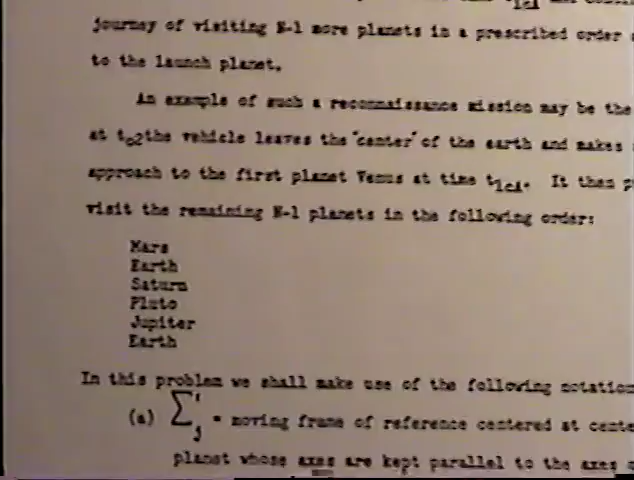 journey of visiting N-1 more planets in a prescribed order
to the launch planet.
An example of such a reconnaissance mission may be the
at t₀₂ the vehicle leaves the "center" of the earth and makes
approach to the first planet Venus at time t₁c₁. It then
visit the remaining N-1 planets in the following order:
Mars
Earth
Saturn
Pluto
Jupiter
Earth
In this problem we shall make use of the following notation
(a) Σ'ⱼ = moving frame of reference centered at cente
planet whose axes are kept parallel to the axes